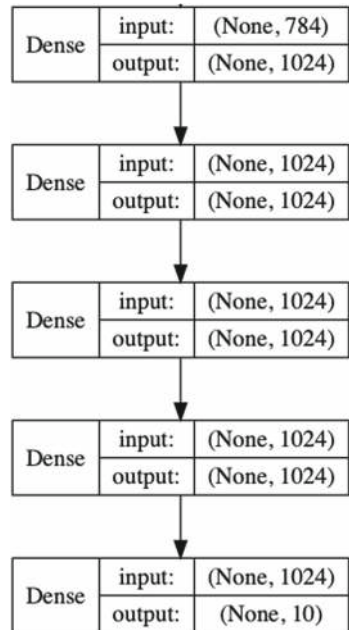 Dense
input: (None, 784)
output: (None, 1024)
Dense
input: (None, 1024)
output: (None, 1024)
Dense
input: (None, 1024)
output: (None, 1024)
Dense
input: (None, 1024)
output: (None, 1024)
Dense
input: (None, 1024)
output: (None, 10)